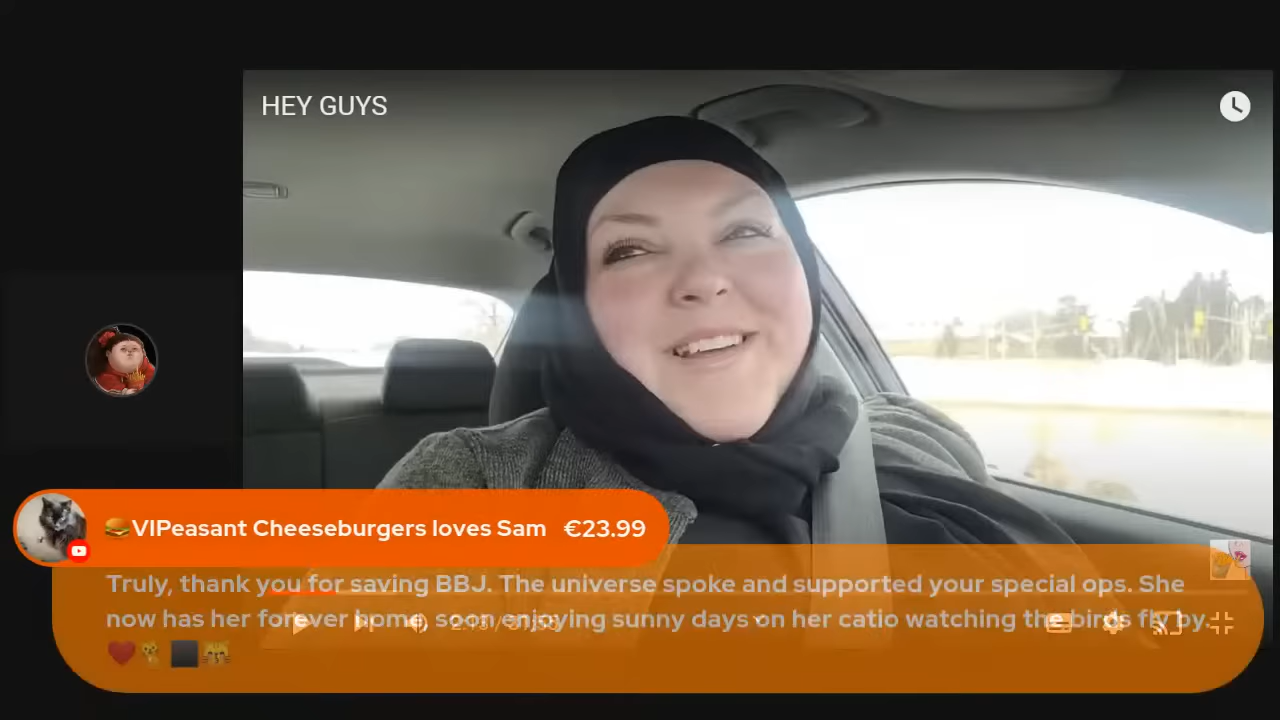 HEY GUYS
🍔VIPeasant Cheeseburgers loves Sam €23.99
Truly, thank you for saving BBJ. The universe spoke and supported your special ops. She
now has her forever home, soon enjoying sunny days on her catio watching the birds fly by.